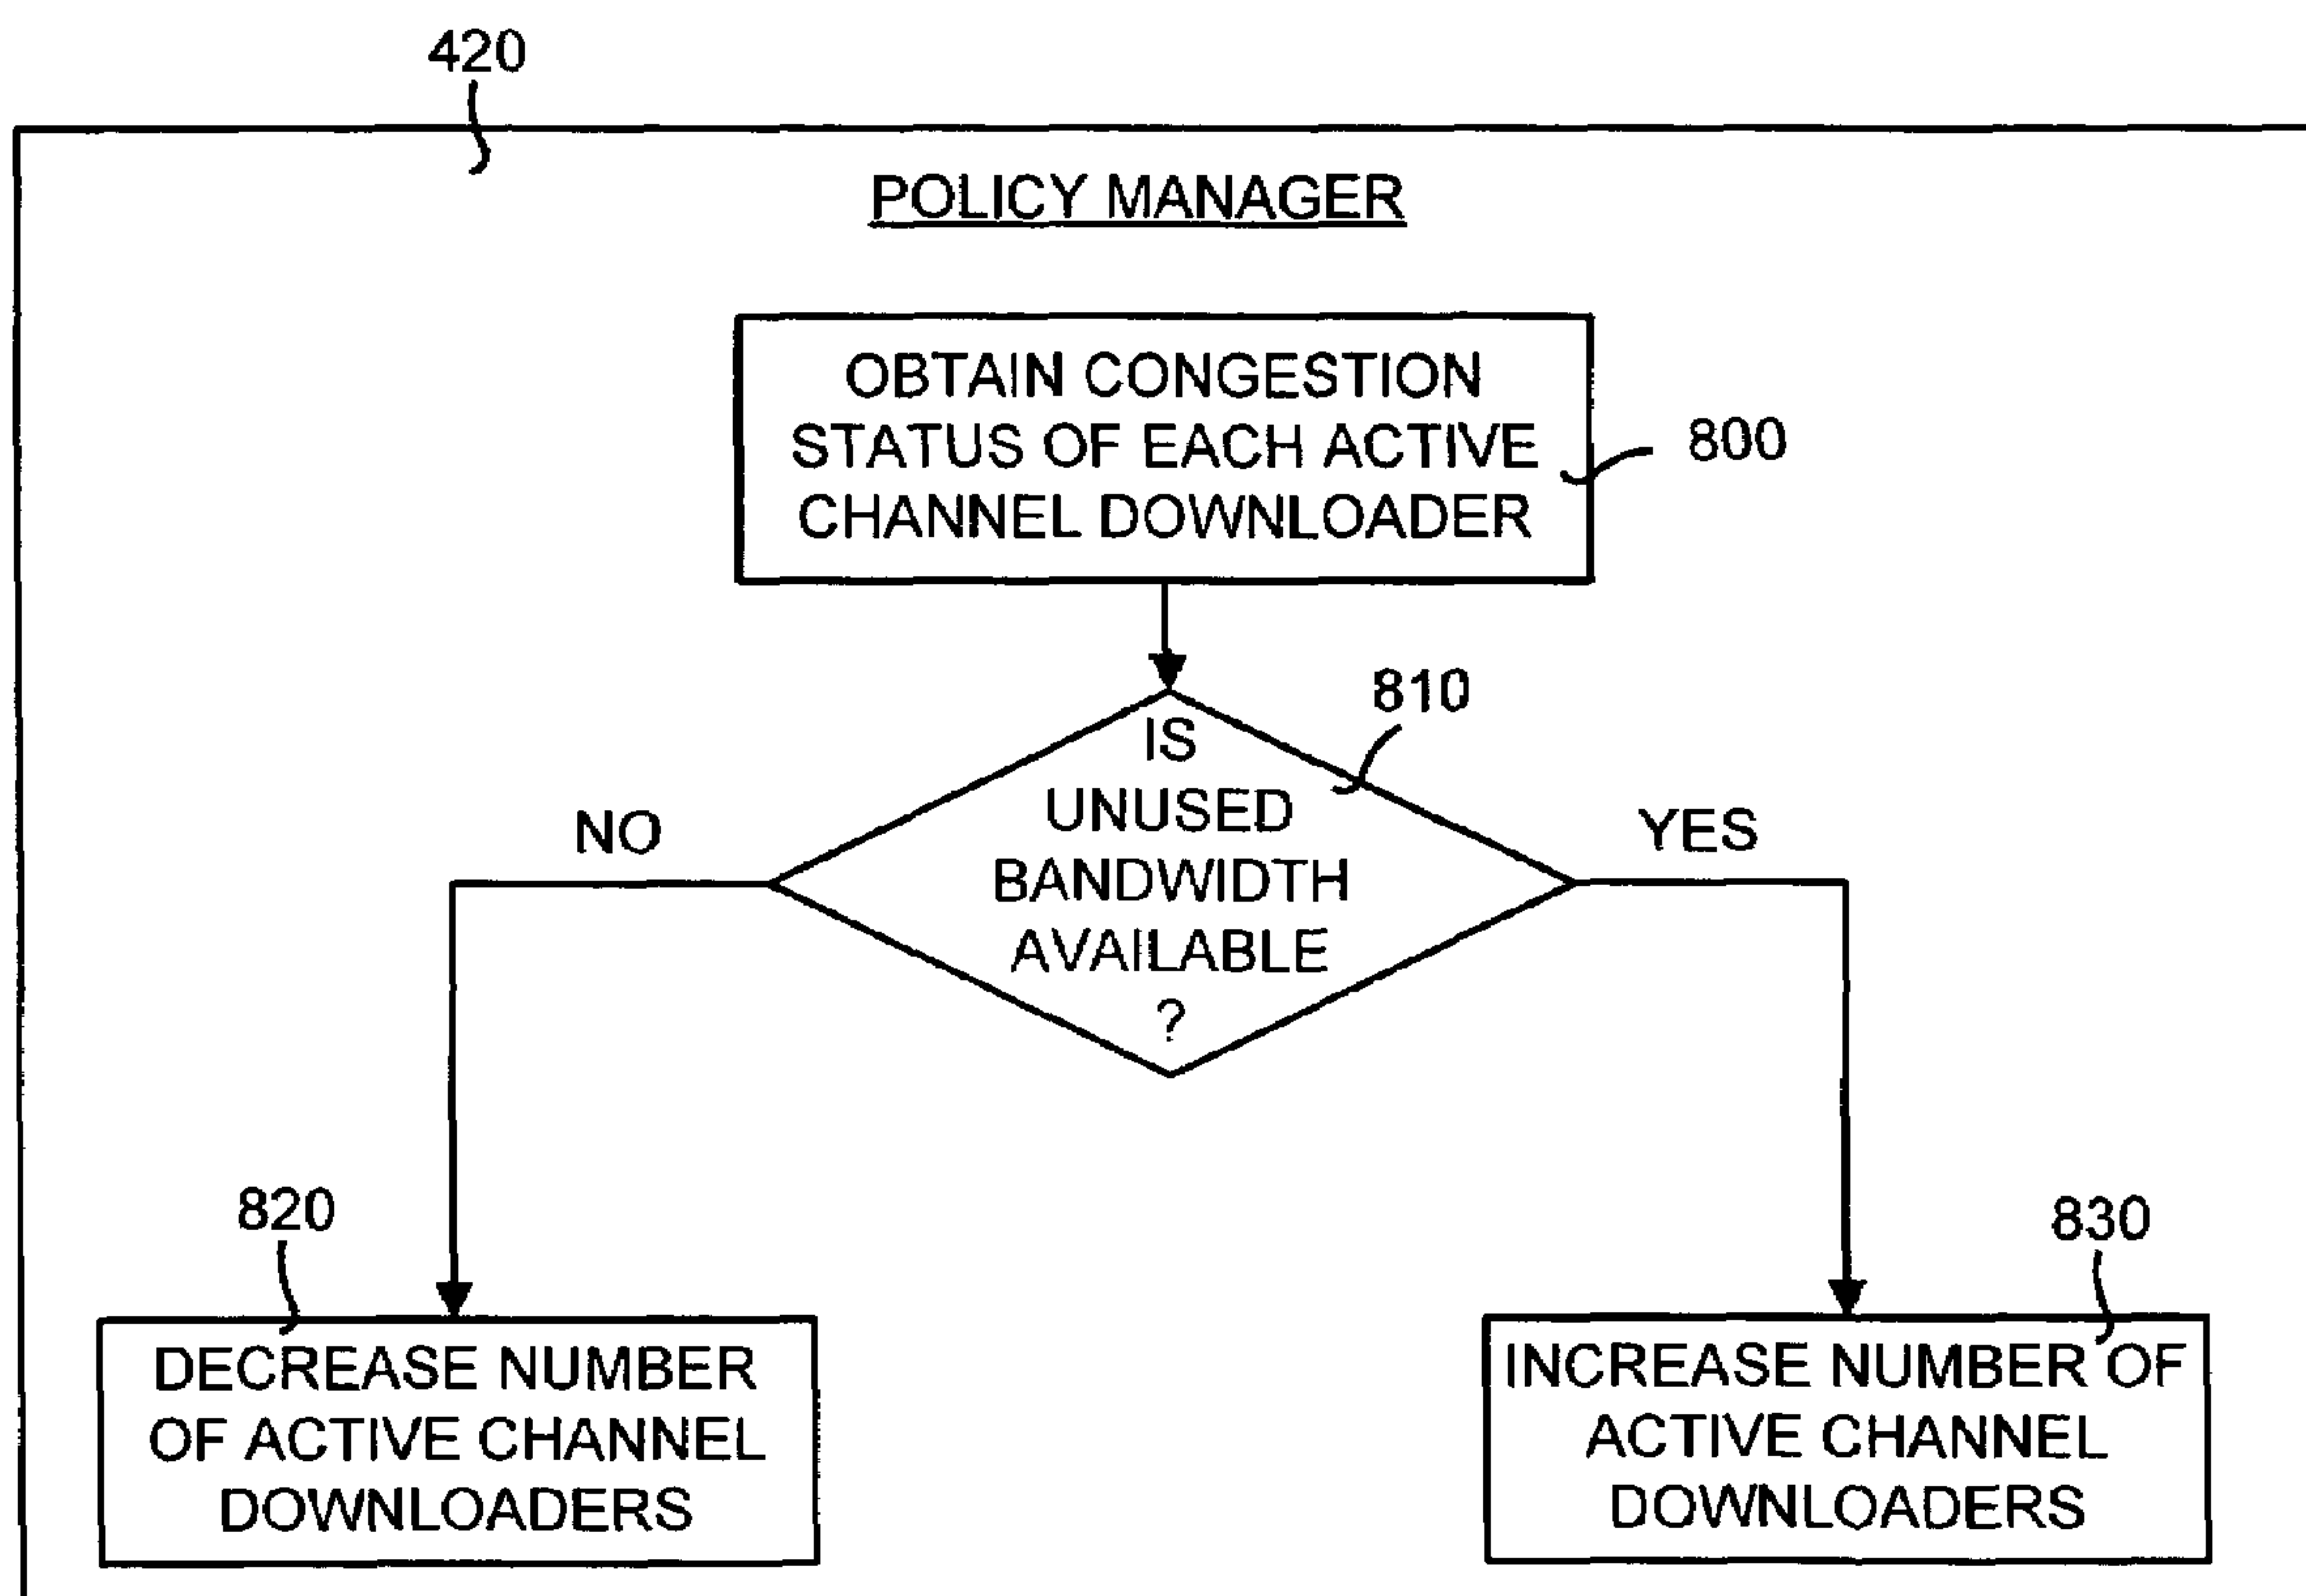 420
POLICY MANAGER
OBTAIN CONGESTION
STATUS OF EACH ACTIVE
CHANNEL DOWNLOADER
800
810
IS
UNUSED
BANDWIDTH
AVAILABLE
?
NO
YES
820
DECREASE NUMBER
OF ACTIVE CHANNEL
DOWNLOADERS
830
INCREASE NUMBER OF
ACTIVE CHANNEL
DOWNLOADERS